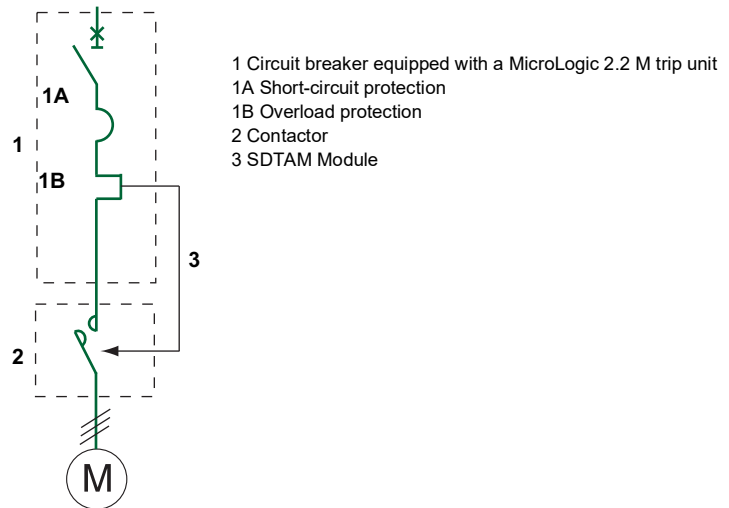 1 Circuit breaker equipped with a MicroLogic 2.2 M trip unit
1A Short-circuit protection
1B Overload protection
2 Contactor
3 SDTAM Module
1A
1
1B
3
2
M